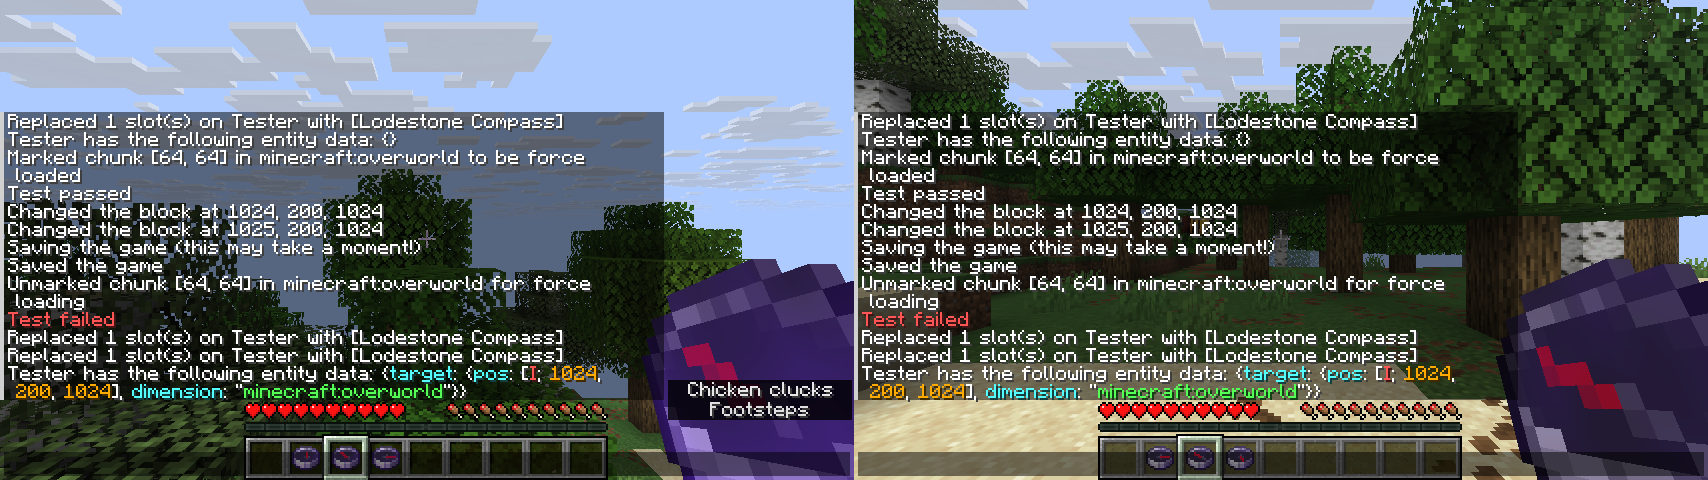 Replaced 1 slot(s) on Tester with [Lodestone Compass]
Tester has the following entity data: {}
Marked chunk [64, 64] in minecraft:overworld to be force
loaded
Test passed
Changed the block at 1024, 200, 1024
Changed the block at 1025, 200, 1024
Saving the game (this may take a moment!)
Saved the game
Unmarked chunk [64, 64] in minecraft:overworld for force
loading
Test failed
Replaced 1 slot(s) on Tester with [Lodestone Compass]
Replaced 1 slot(s) on Tester with [Lodestone Compass]
Tester has the following entity data: {target: {pos: [I; 1024,
200, 1024], dimension: "minecraft:overworld"}}
Chicken clucks
Footsteps
Replaced 1 slot(s) on Tester with [Lodestone Compass]
Tester has the following entity data: {}
Marked chunk [64, 64] in minecraft:overworld to be force
loaded
Test passed
Changed the block at 1024, 200, 1024
Changed the block at 1025, 200, 1024
Saving the game (this may take a moment!)
Saved the game
Unmarked chunk [64, 64] in minecraft:overworld for force
loading
Test failed
Replaced 1 slot(s) on Tester with [Lodestone Compass]
Replaced 1 slot(s) on Tester with [Lodestone Compass]
Tester has the following entity data: {target: {pos: [I; 1024,
200, 1024], dimension: "minecraft:overworld"}}